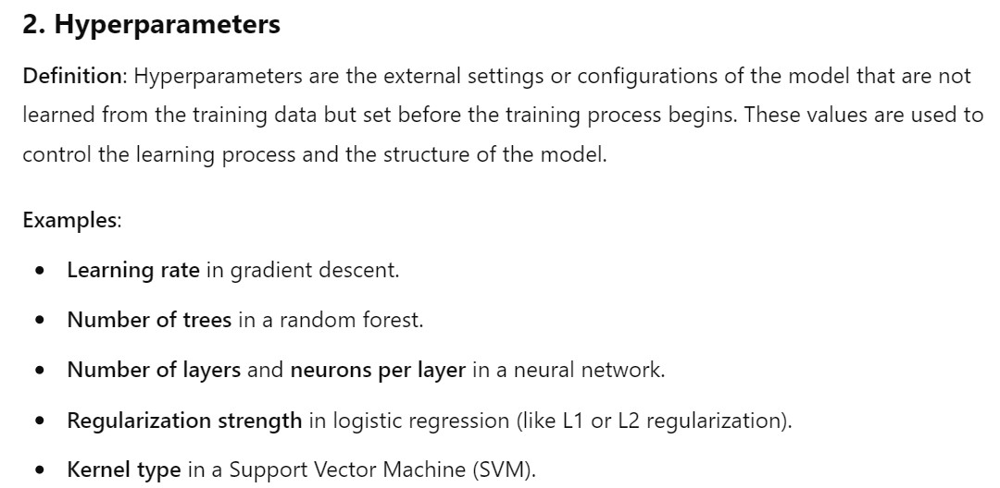 2. Hyperparameters
Definition: Hyperparameters are the external settings or configurations of the model that are not
learned from the training data but set before the training process begins. These values are used to
control the learning process and the structure of the model.
Examples:
• Learning rate in gradient descent.
• Number of trees in a random forest.
• Number of layers and neurons per layer in a neural network.
• Regularization strength in logistic regression (like L1 or L2 regularization).
• Kernel type in a Support Vector Machine (SVM).